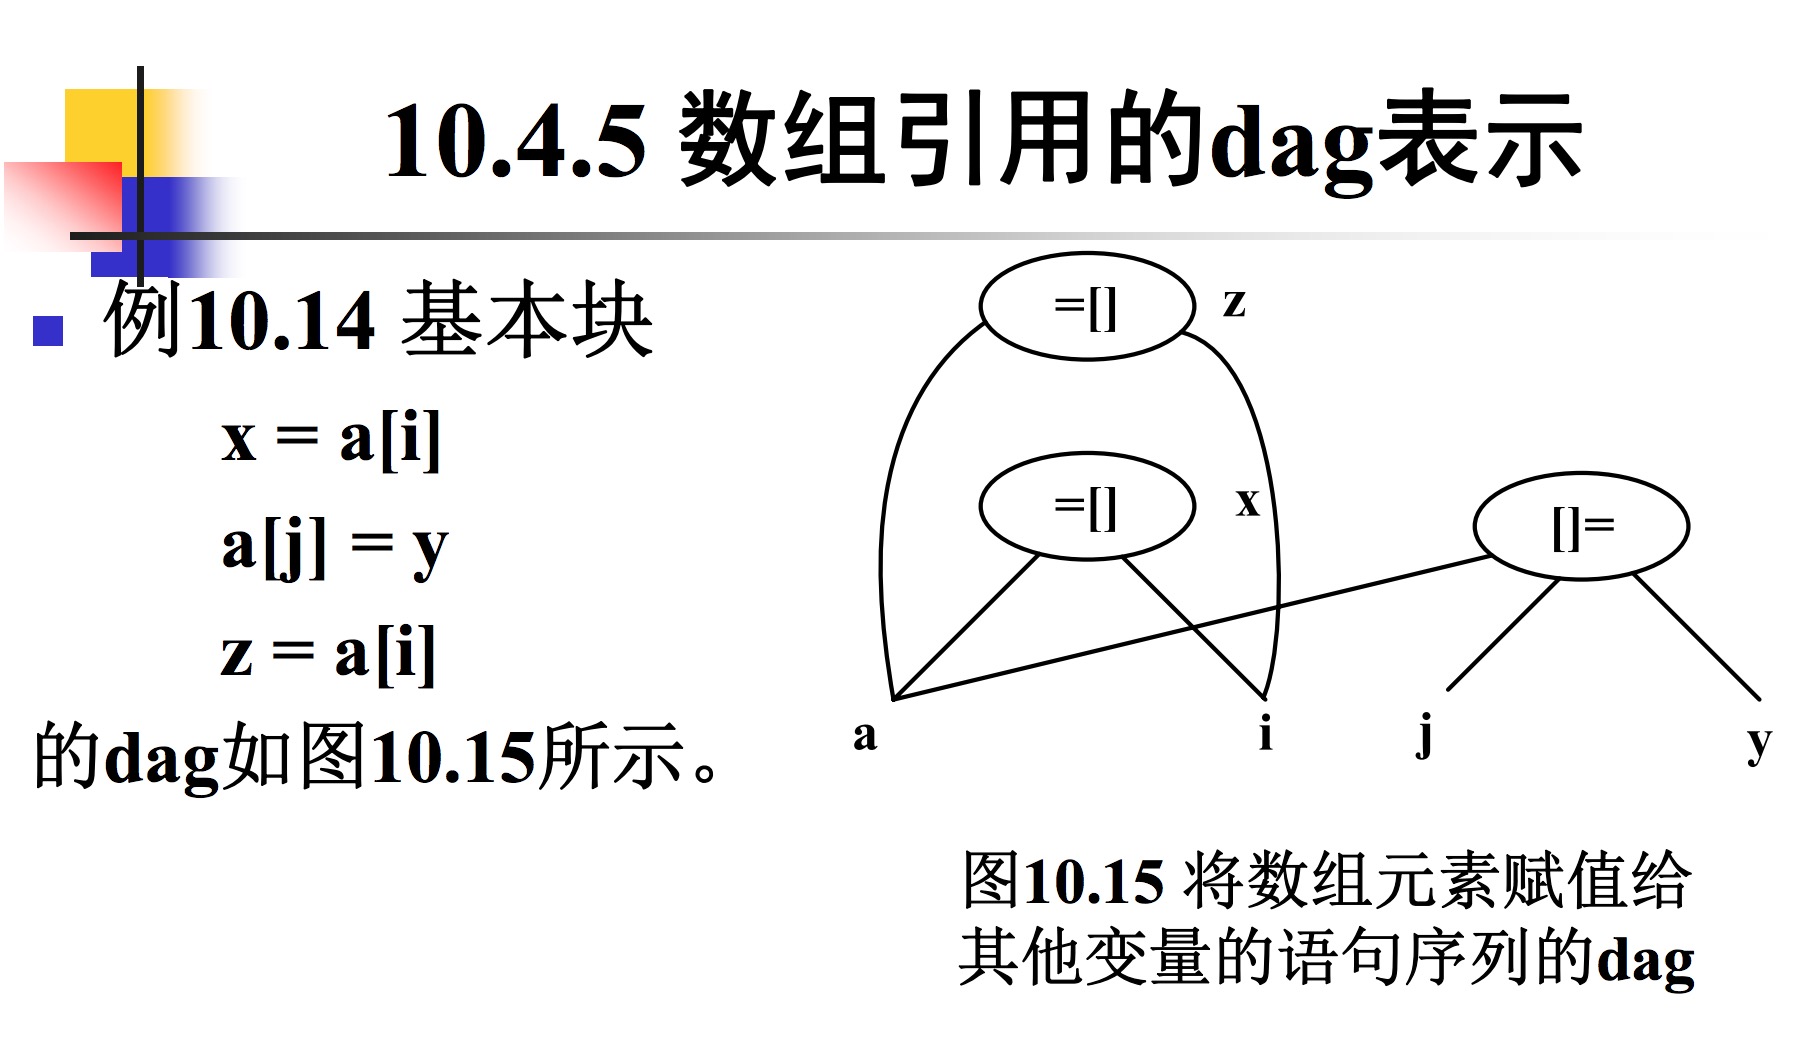 10.4.5 数组引用的dag表示
例10.14 基本块
x = a[i]
a[j] = y
z = a[i]
的dag如图10.15所示。
=[] z
=[] x
[]=
a i j y
图10.15 将数组元素赋值给
其他变量的语句序列的dag